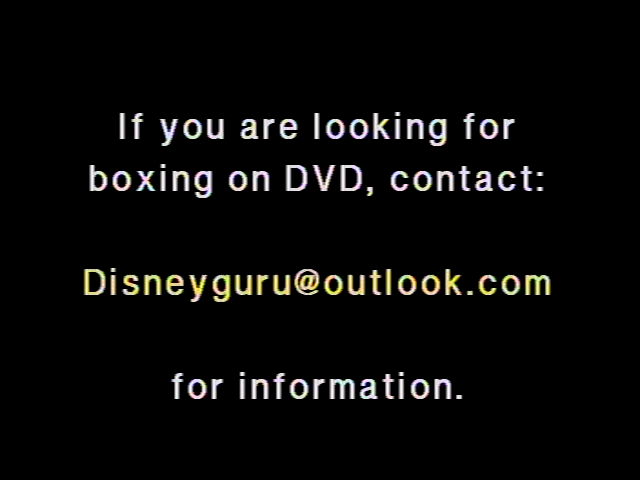 If you are looking for
boxing on DVD, contact:
Disneyguru@outlook.com
for information.